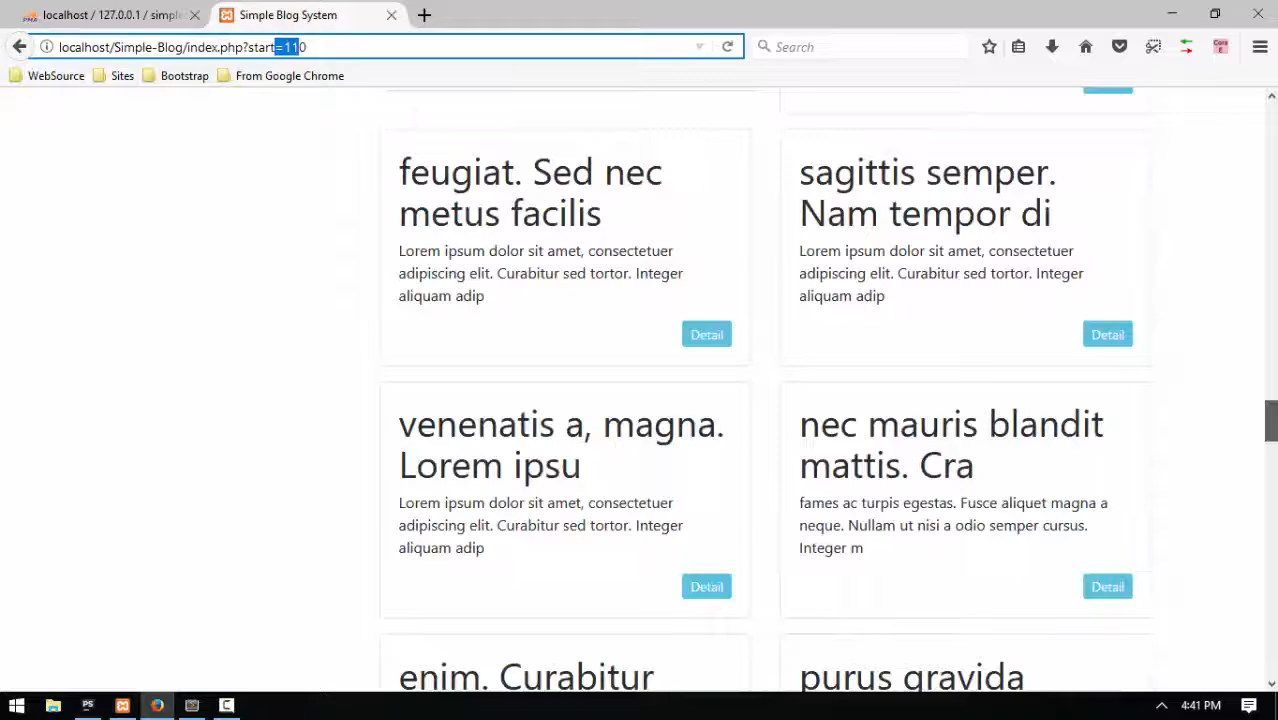 localhost / 127.0.0.1 / simple
Simple Blog System
localhost/Simple-Blog/index.php?start=110
Search
WebSource
Sites
Bootstrap
From Google Chrome
feugiat. Sed nec
metus facilis
Lorem ipsum dolor sit amet, consectetuer
adipiscing elit. Curabitur sed tortor. Integer
aliquam adip
Detail
sagittis semper.
Nam tempor di
Lorem ipsum dolor sit amet, consectetuer
adipiscing elit. Curabitur sed tortor. Integer
aliquam adip
Detail
venenatis a, magna.
Lorem ipsu
Lorem ipsum dolor sit amet, consectetuer
adipiscing elit. Curabitur sed tortor. Integer
aliquam adip
Detail
nec mauris blandit
mattis. Cra
fames ac turpis egestas. Fusce aliquet magna a
neque. Nullam ut nisi a odio semper cursus.
Integer m
Detail
enim. Curabitur
purus gravida
PS
4:41 PM